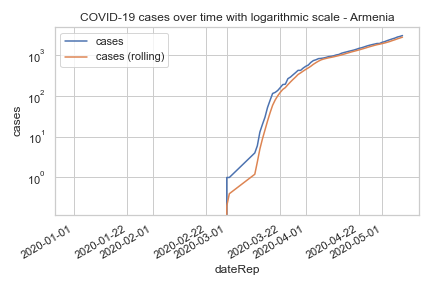 COVID-19 cases over time with logarithmic scale - Armenia
cases
cases (rolling)
10³
10²
10¹
10⁰
cases
2020-01-01
2020-01-22
2020-02-01
2020-02-22
2020-03-01
2020-03-22
2020-04-01
2020-04-22
2020-05-01
dateRep